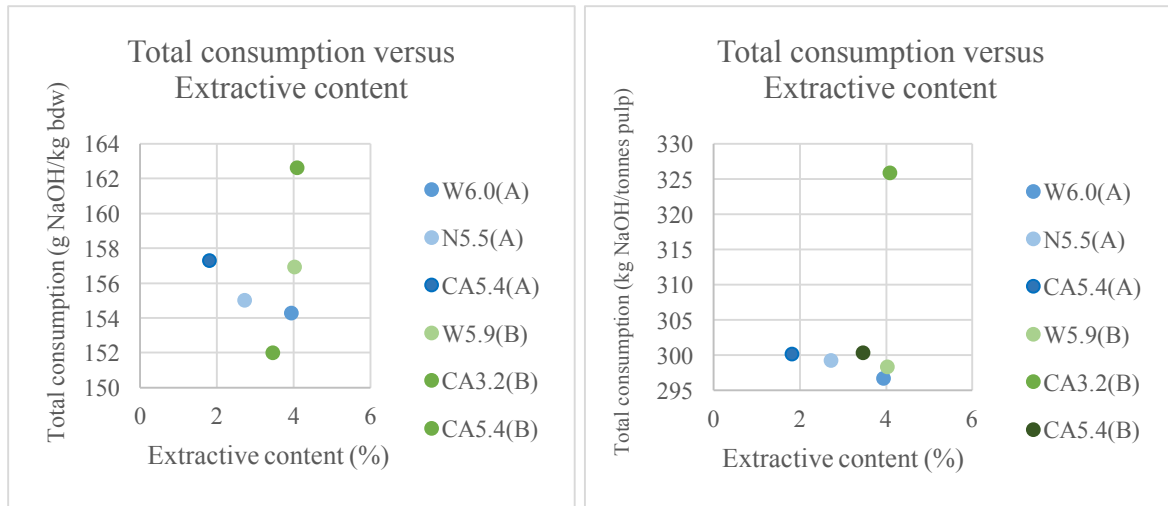 Total consumption versus
Extractive content
Total consumption (g NaOH/kg bdw)
164
162
160
158
156
154
152
150
0
2
4
6
Extractive content (%)
W6.0(A)
N5.5(A)
CA5.4(A)
W5.9(B)
CA3.2(B)
CA5.4(B)
Total consumption versus
Extractive content
Total consumption (kg NaOH/tonnes pulp)
330
325
320
315
310
305
300
295
0
2
4
6
Extractive content (%)
W6.0(A)
N5.5(A)
CA5.4(A)
W5.9(B)
CA3.2(B)
CA5.4(B)